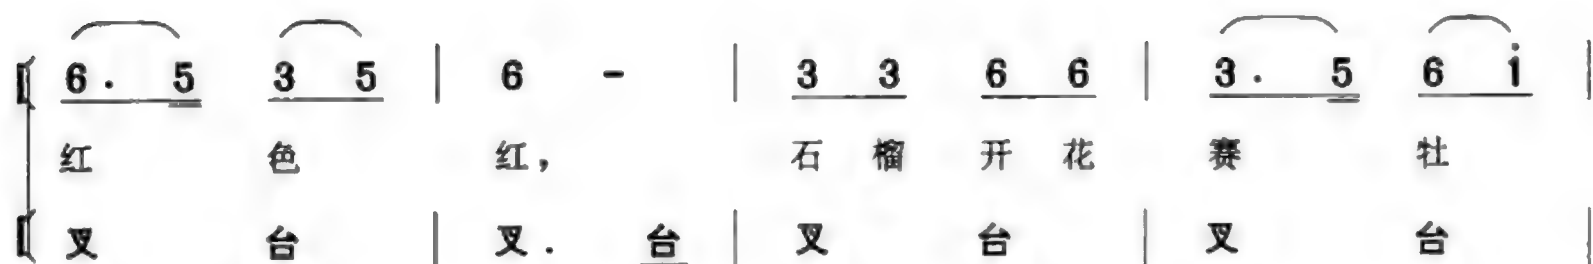 6. 5 3 5 | 6 - | 3 3 6 6 | 3. 5 6 i |
红 色 红， 石 榴 开 花 赛 牡
叉 台 | 叉. 台 | 叉 台 | 叉 台 |